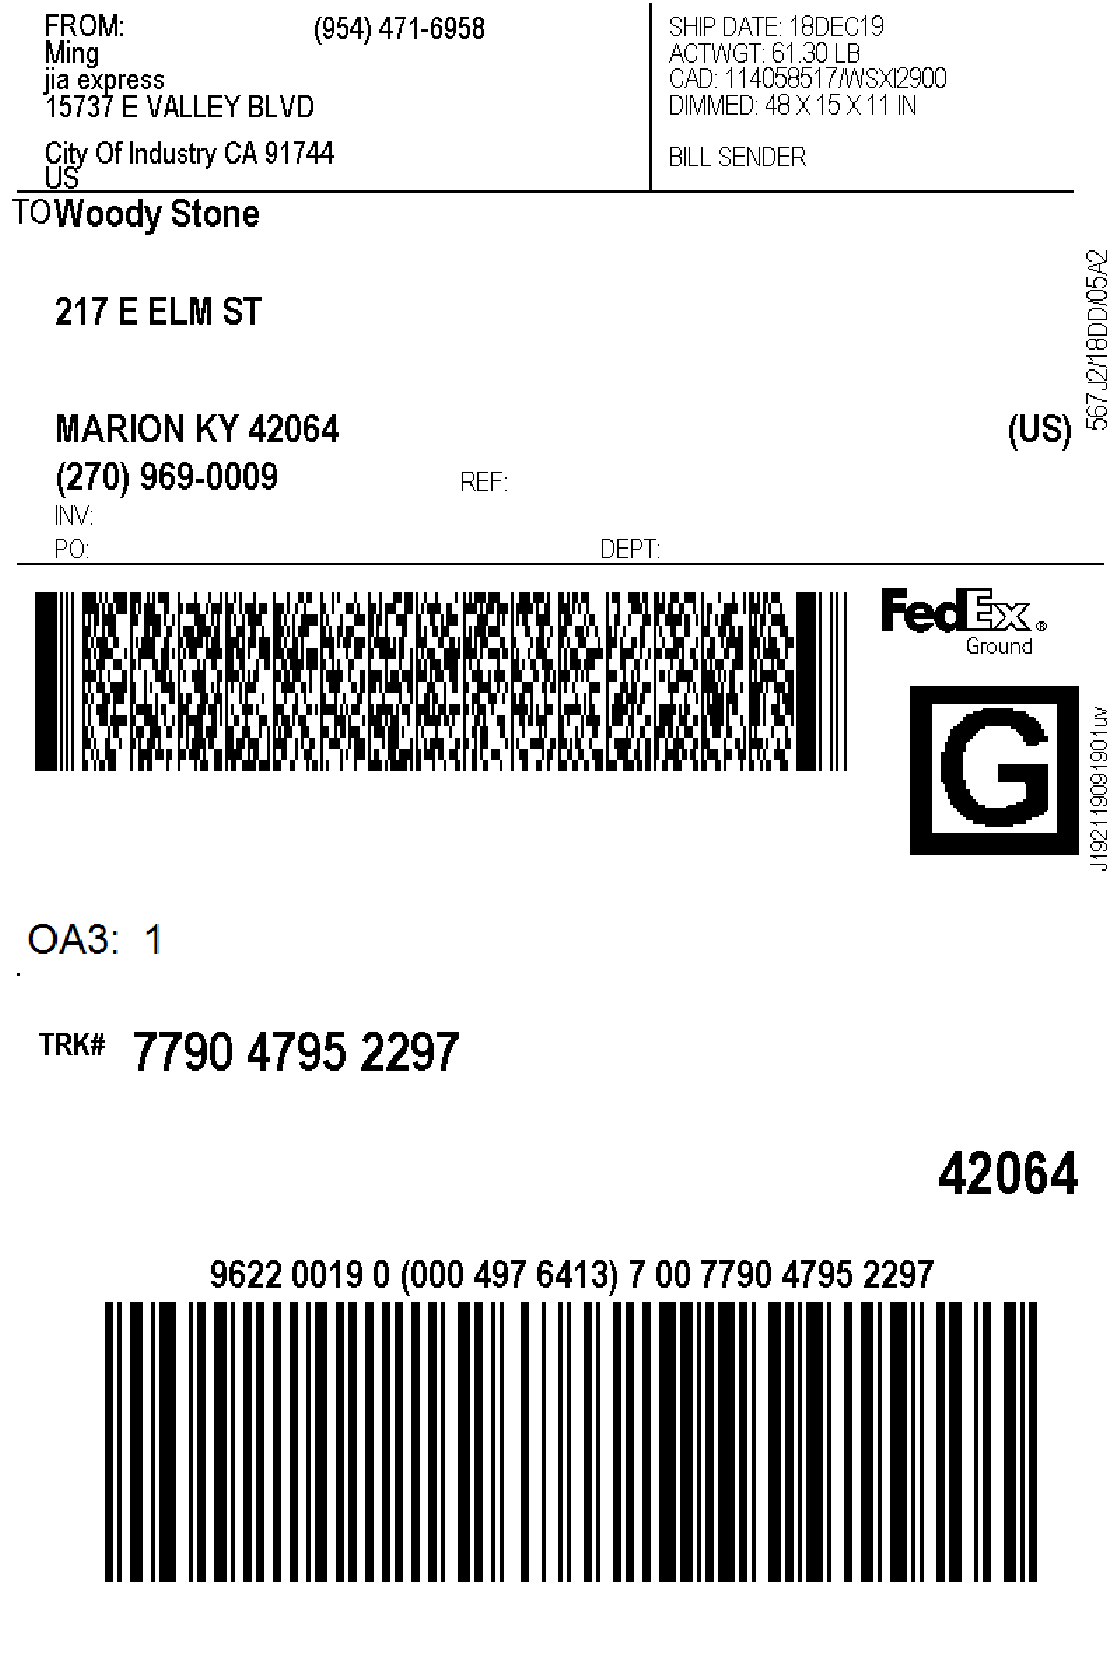 FROM: (954) 471-6958
Ming
jia express
15737 E VALLEY BLVD
City Of Industry CA 91744
US
SHIP DATE: 18DEC19
ACTWGT: 61.30 LB
CAD: 114058517/WSXI2900
DIMMED: 48 X 15 X 11 IN
BILL SENDER
TO Woody Stone
217 E ELM ST
MARION KY 42064 (US)
(270) 969-0009 REF:
INV:
PO: DEPT:
567J2/18DD/05A2
FedEx ®
Ground
G
J192119091901uv
OA3: 1
TRK# 7790 4795 2297
42064
9622 0019 0 (000 497 6413) 7 00 7790 4795 2297